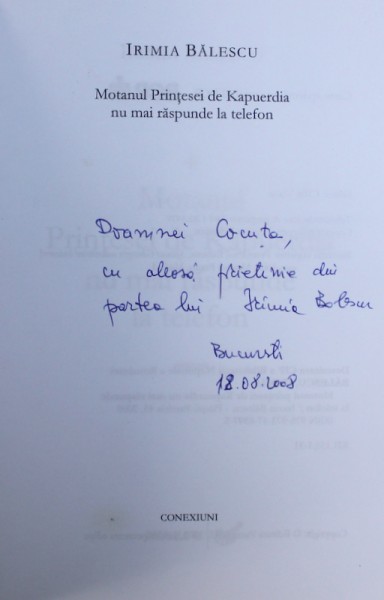 IRIMIA BĂLESCU
Motanul Prințesei de Kapuerdia
nu mai răspunde la telefon
Doamnei Cocuța,
cu aleasă prietenie din
partea lui Irimia Bălescu
București
18.08.2008
CONEXIUNI